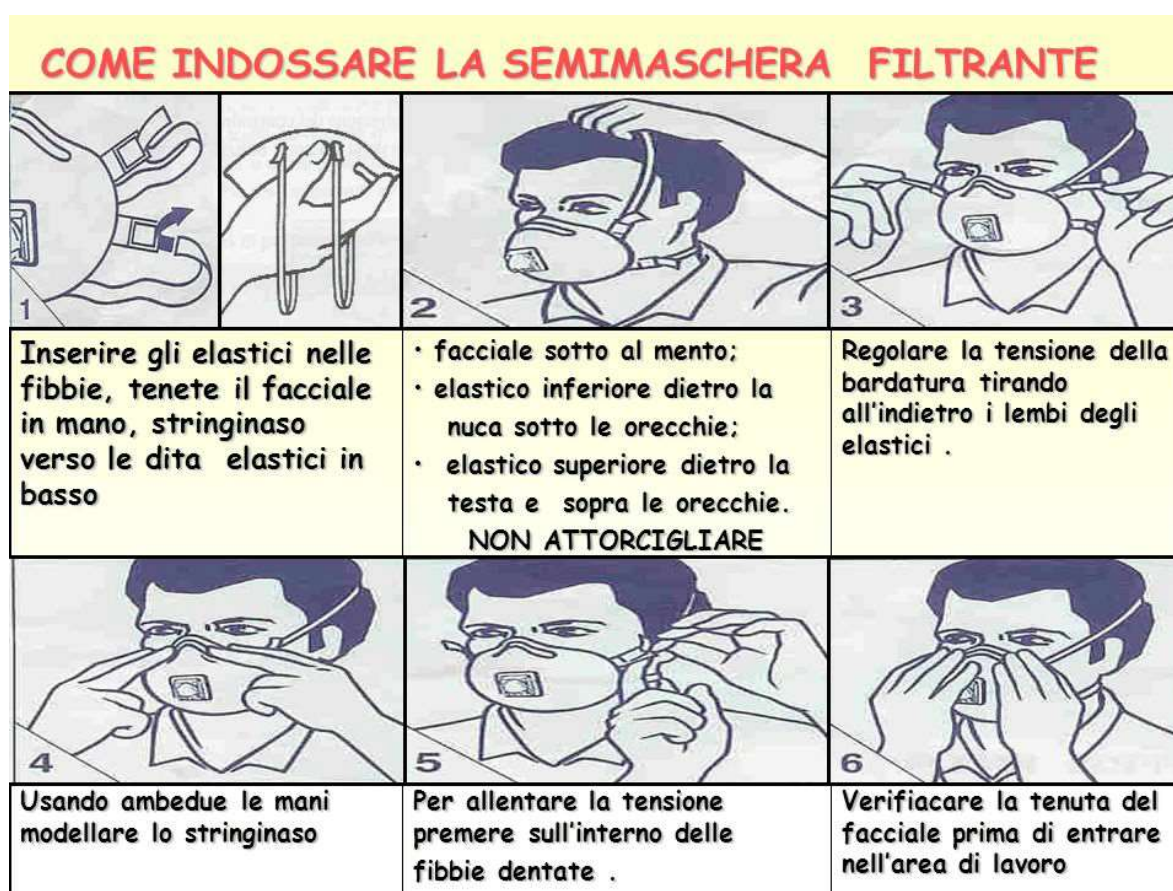 COME INDOSSARE LA SEMIMASCHERA FILTRANTE
1
Inserire gli elastici nelle
fibbie, tenete il facciale
in mano, stringinaso
verso le dita elastici in
basso
2
· facciale sotto al mento;
· elastico inferiore dietro la
nuca sotto le orecchie;
· elastico superiore dietro la
testa e sopra le orecchie.
NON ATTORCIGLIARE
3
Regolare la tensione della
bardatura tirando
all'indietro i lembi degli
elastici .
4
Usando ambedue le mani
modellare lo stringinaso
5
Per allentare la tensione
premere sull'interno delle
fibbie dentate .
6
Verifiacare la tenuta del
facciale prima di entrare
nell'area di lavoro